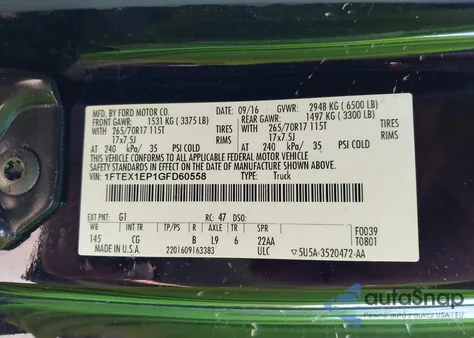 MFD. BY FORD MOTOR CO. DATE: 09/16 GVWR: 2948 KG (6500 LB)
FRONT GAWR: 1531 KG (3375 LB) REAR GAWR: 1497 KG (3300 LB)
WITH TIRES WITH TIRES
265/70R17 115T RIMS 265/70R17 115T RIMS
17x7.5J 17x7.5J
AT 240 kPa/ 35 PSI COLD AT 240 kPa/ 35 PSI COLD
THIS VEHICLE CONFORMS TO ALL APPLICABLE FEDERAL MOTOR VEHICLE
SAFETY STANDARDS IN EFFECT ON THE DATE OF MANUFACTURE SHOWN ABOVE.
VIN: 1FTEX1EP1GFD60558 TYPE: Truck
EXT PNT: G1 RC: 47 DSO: F0039
WB INT TR TP/PS R AXLE TR SPR T0801
145 CG B L9 6 22AA
MADE IN U.S.A. 2201609163383 ULC 5U5A-3520472-AA
autoSnap
Powered by